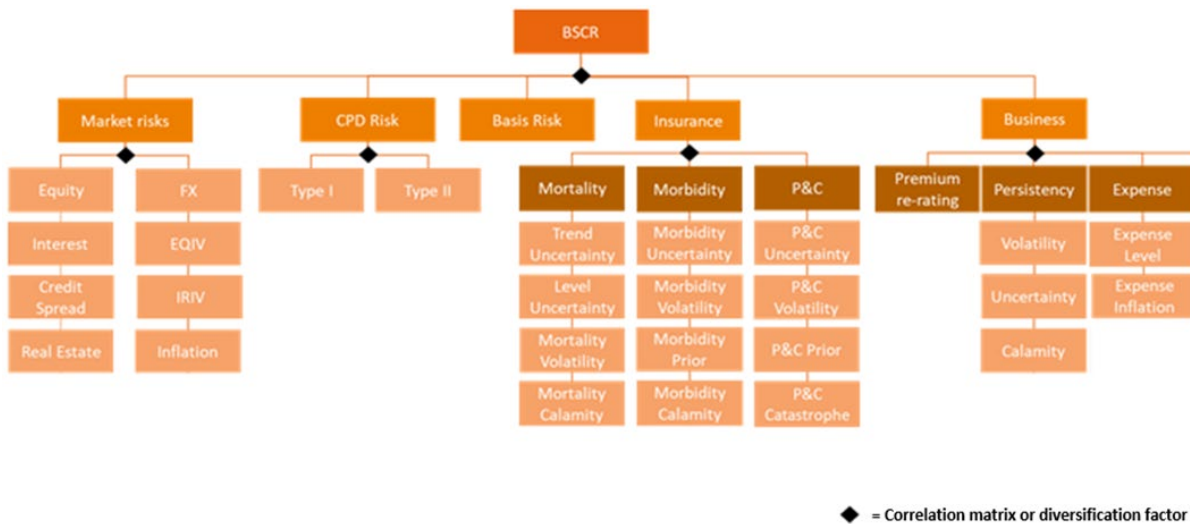 BSCR
Market risks
CPD Risk
Basis Risk
Insurance
Business
Equity
FX
Type I
Type II
Mortality
Morbidity
P&C
Premium
re-rating
Persistency
Expense
Interest
EQIV
Trend
Uncertainty
Morbidity
Uncertainty
P&C
Uncertainty
Volatility
Expense
Level
Credit
Spread
IRIV
Level
Uncertainty
Morbidity
Volatility
P&C
Volatility
Uncertainty
Expense
Inflation
Real Estate
Inflation
Mortality
Volatility
Morbidity
Prior
P&C Prior
Calamity
Mortality
Calamity
Morbidity
Calamity
P&C
Catastrophe
= Correlation matrix or diversification factor